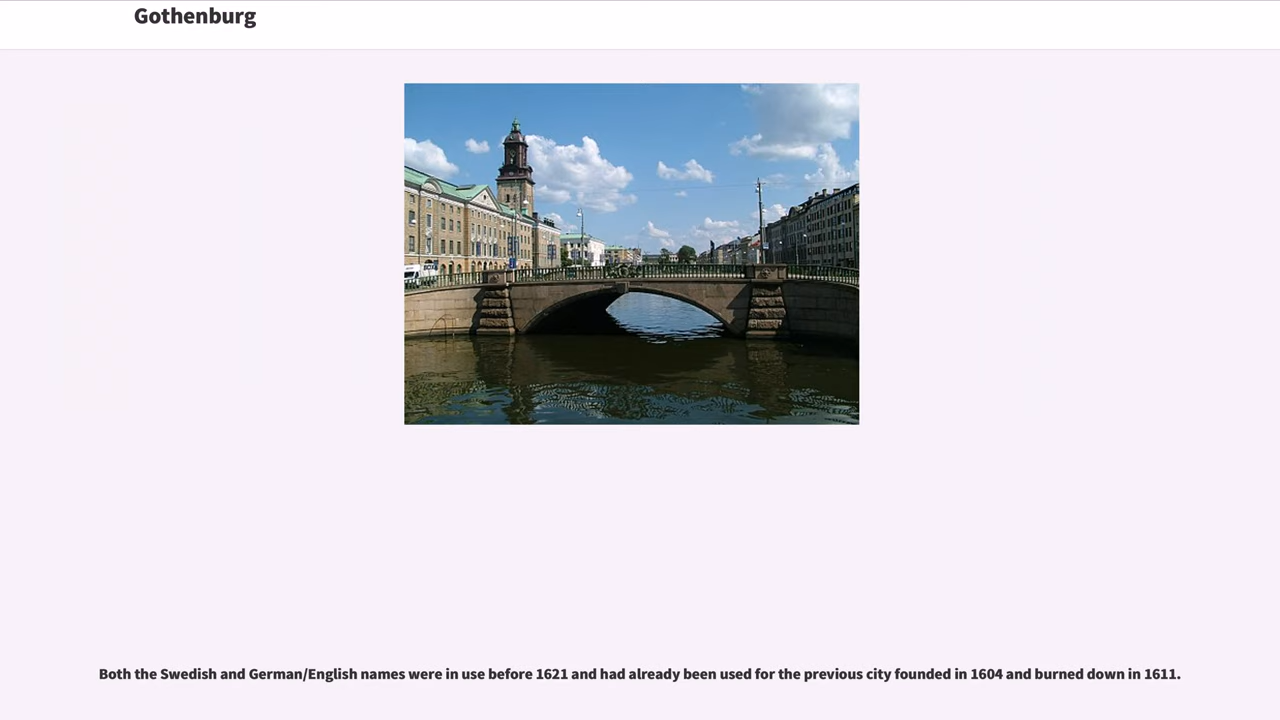 Gothenburg
Both the Swedish and German/English names were in use before 1621 and had already been used for the previous city founded in 1604 and burned down in 1611.